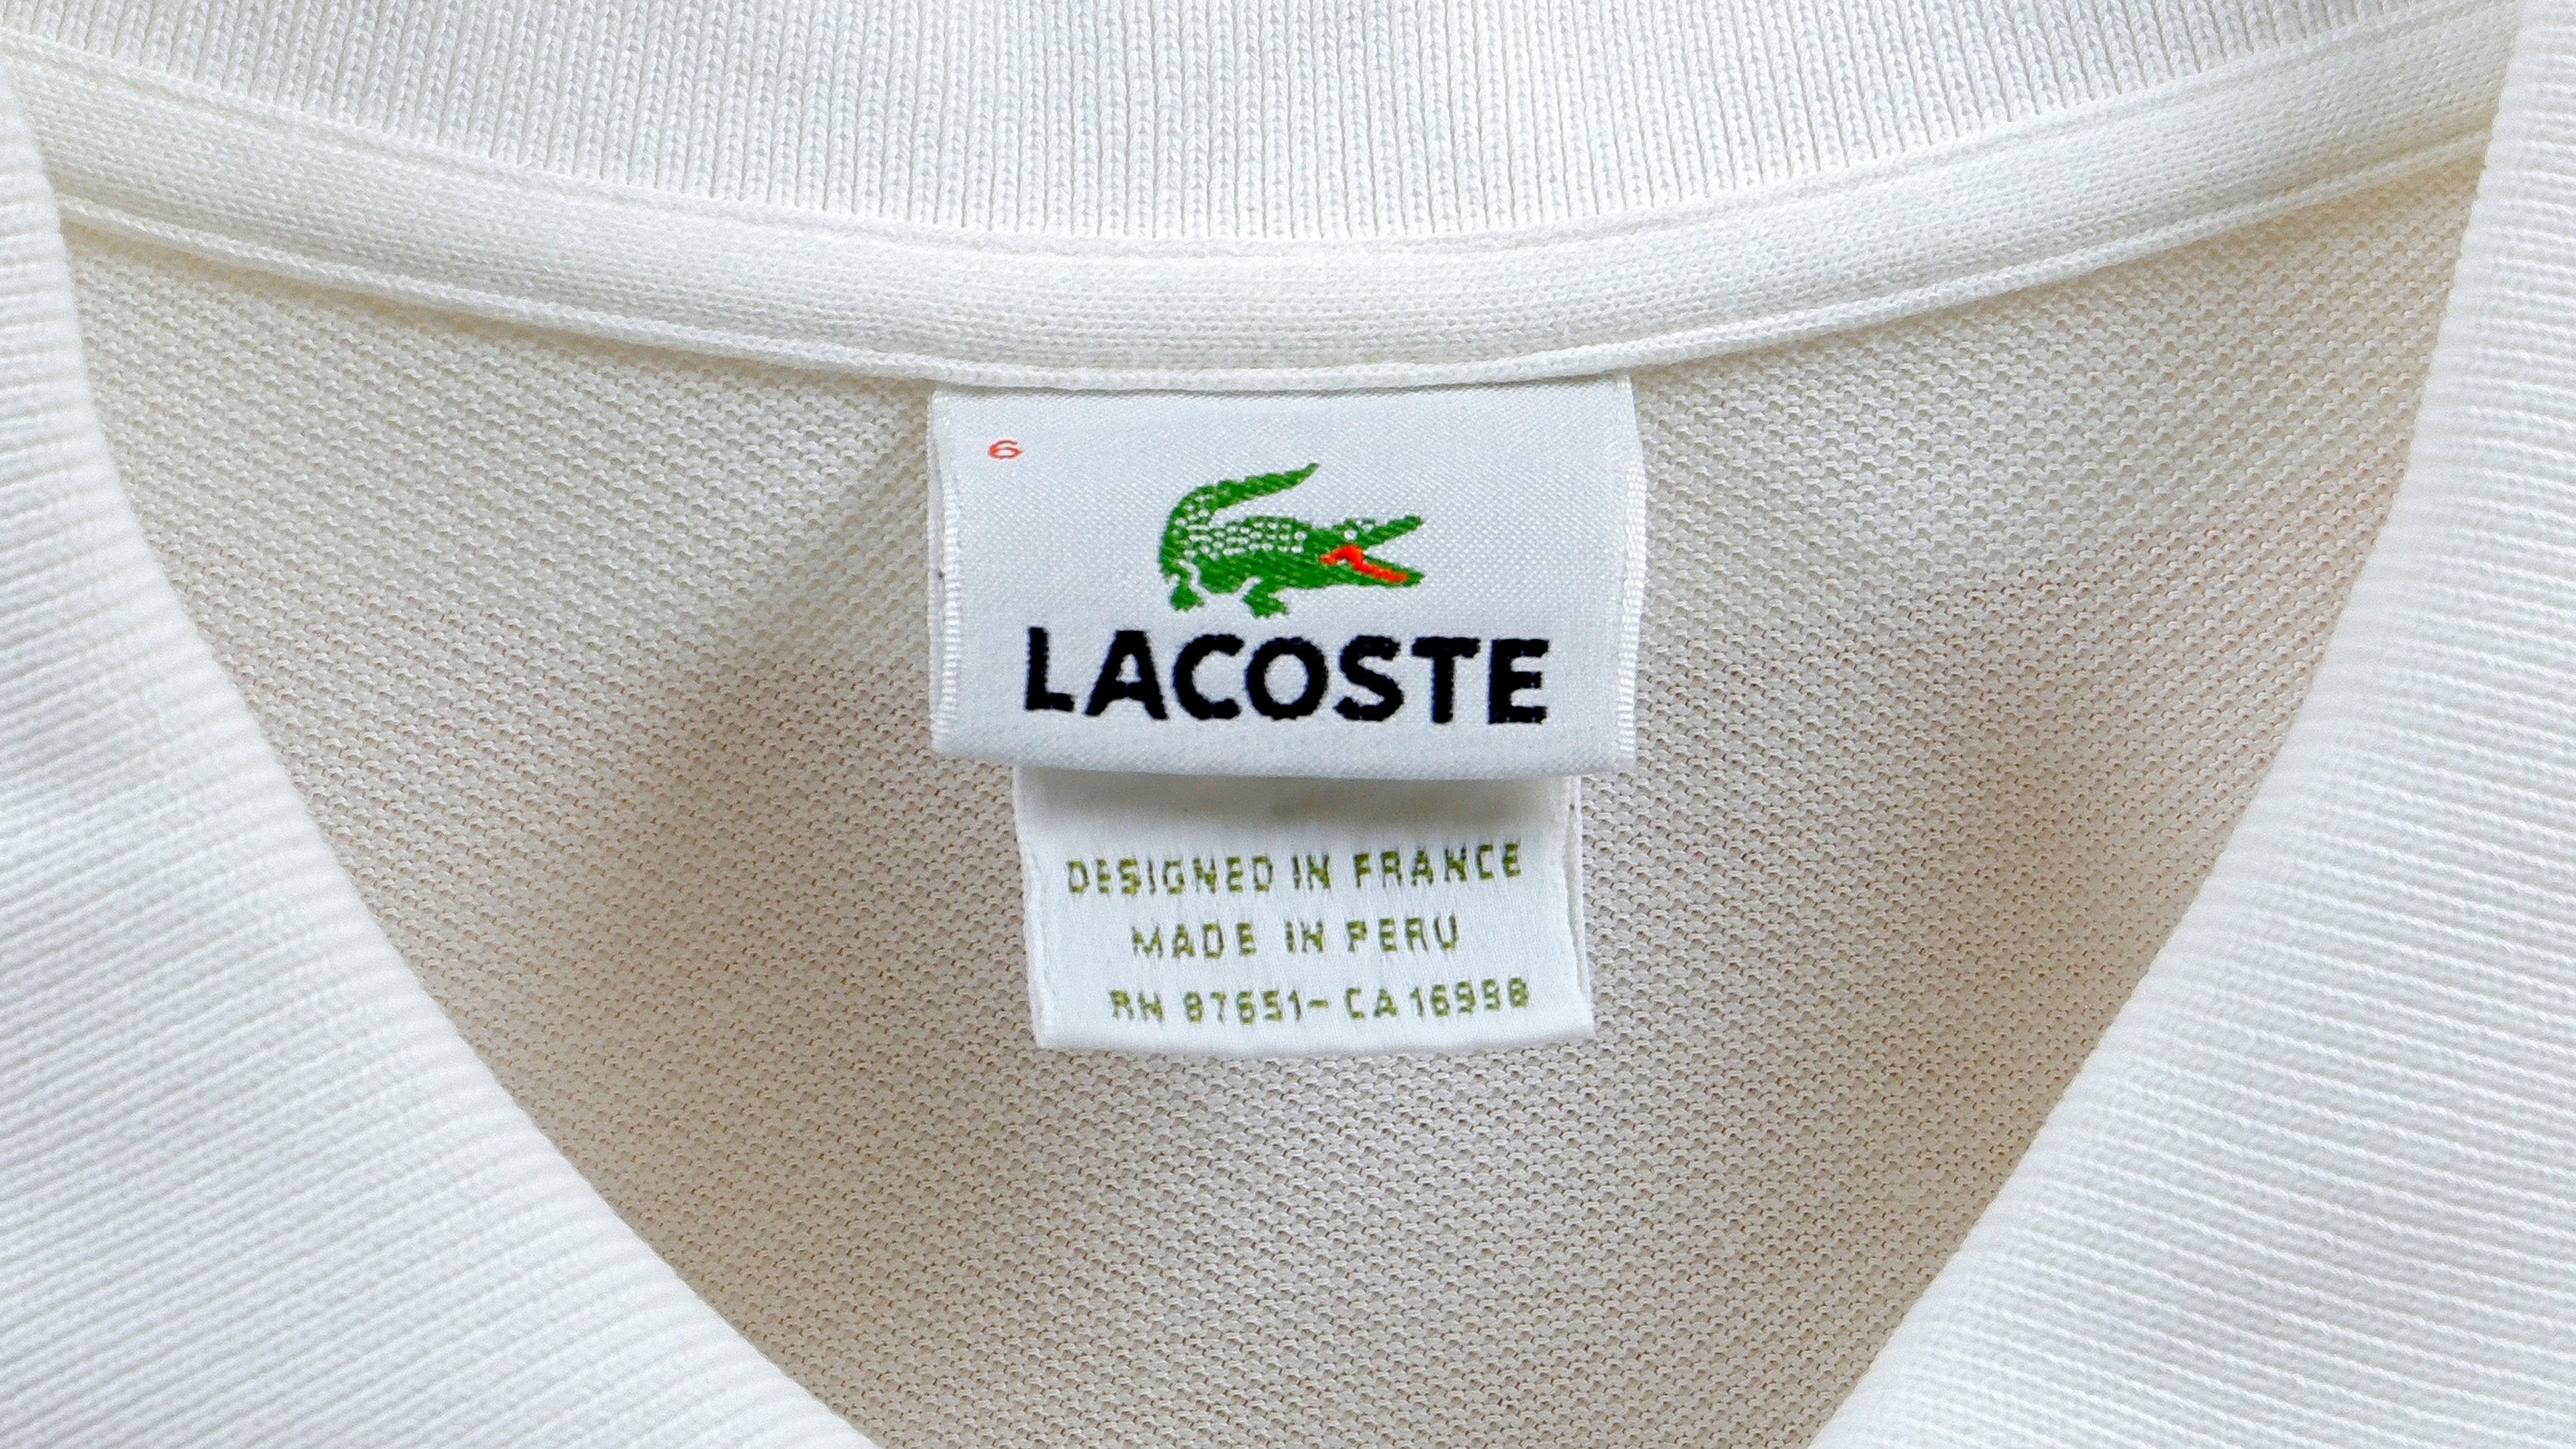 6
LACOSTE
DESIGNED IN FRANCE
MADE IN PERU
RN 87651-CA 16998